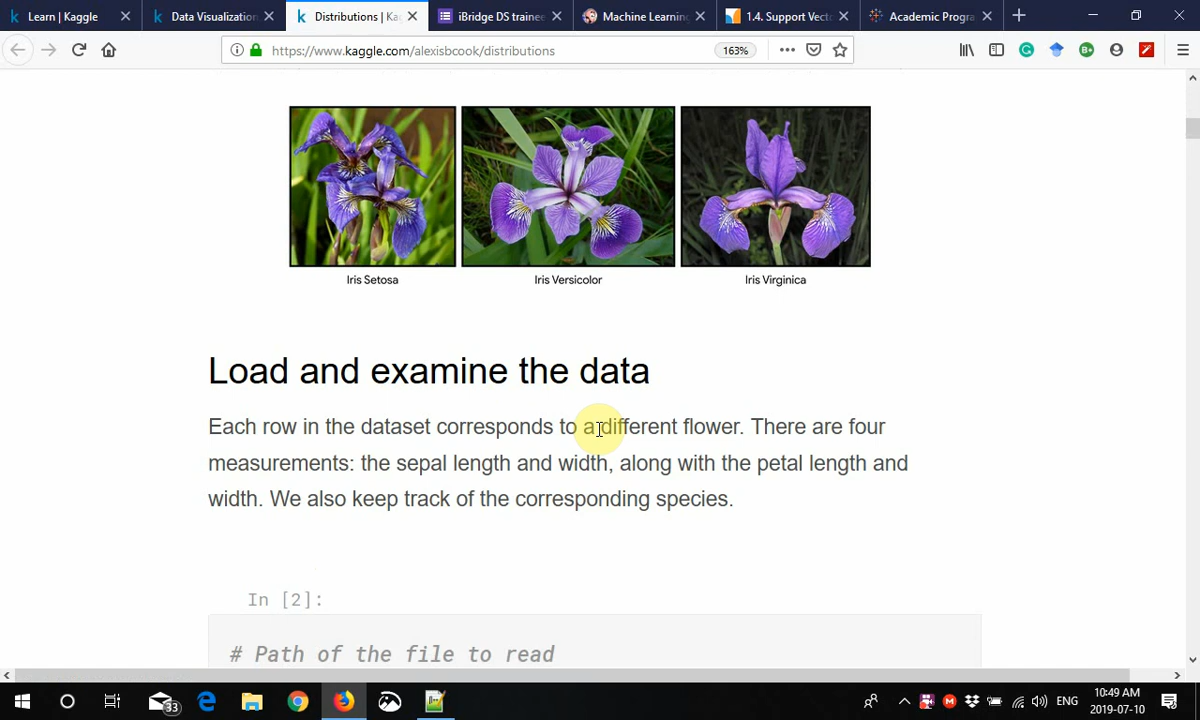 Learn | Kaggle
Data Visualization
Distributions | Ka
iBridge DS traine
Machine Learning
1.4. Support Vect
Academic Progra
https://www.kaggle.com/alexisbcook/distributions
163%
Iris Setosa
Iris Versicolor
Iris Virginica
Load and examine the data
Each row in the dataset corresponds to a different flower. There are four
measurements: the sepal length and width, along with the petal length and
width. We also keep track of the corresponding species.
In [2]:
# Path of the file to read
33
ENG
10:49 AM
2019-07-10